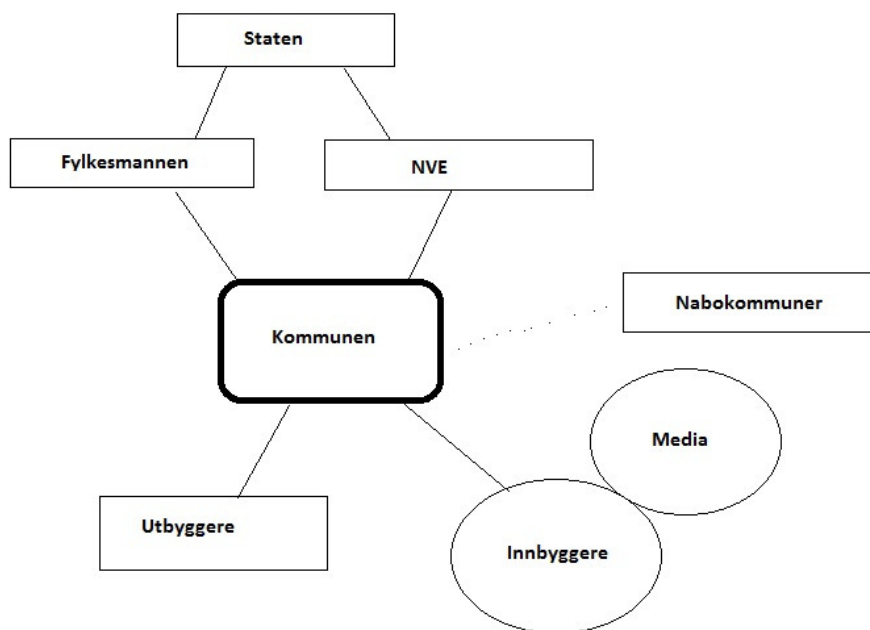 Staten
Fylkesmannen
NVE
Nabokommuner
Kommunen
Media
Utbyggere
Innbyggere